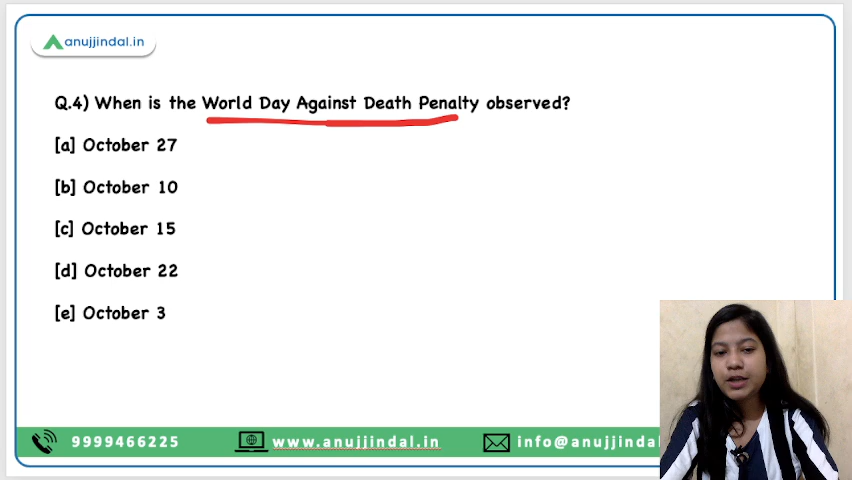 anujjindal.in
Q.4) When is the World Day Against Death Penalty observed?
[a] October 27
[b] October 10
[c] October 15
[d] October 22
[e] October 3
9999466225 www.anujjindal.in info@anujjindal